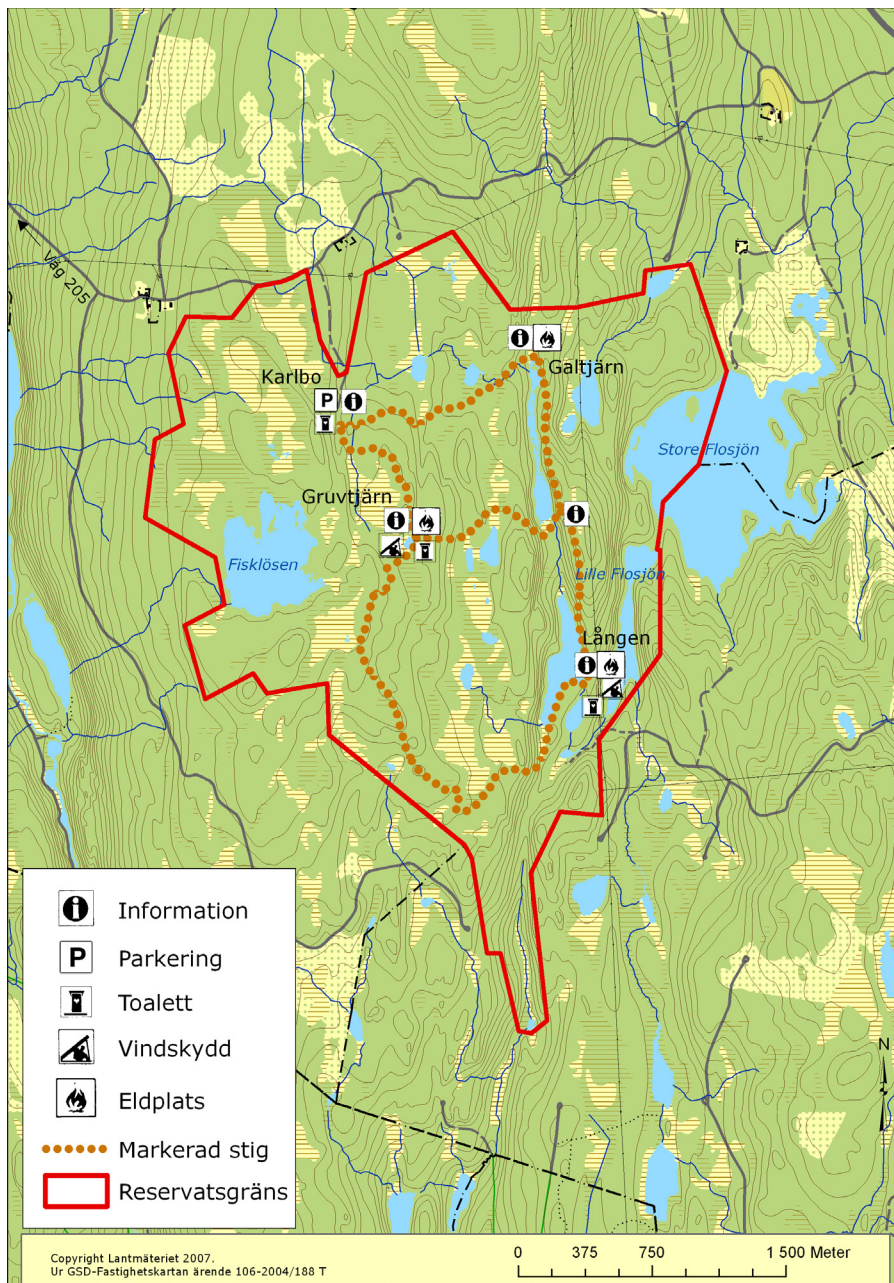 Väg 205
Karlbo
P
Galtjärn
Store Flosjön
Gruvtjärn
Fisklösen
Lille Flosjön
Lången
Information
P
Parkering
Toalett
Vindskydd
Eldplats
Markerad stig
Reservatsgräns
N
Copyright Lantmäteriet 2007.
Ur GSD-Fastighetskartan ärende 106-2004/188 T
0 375 750 1 500 Meter